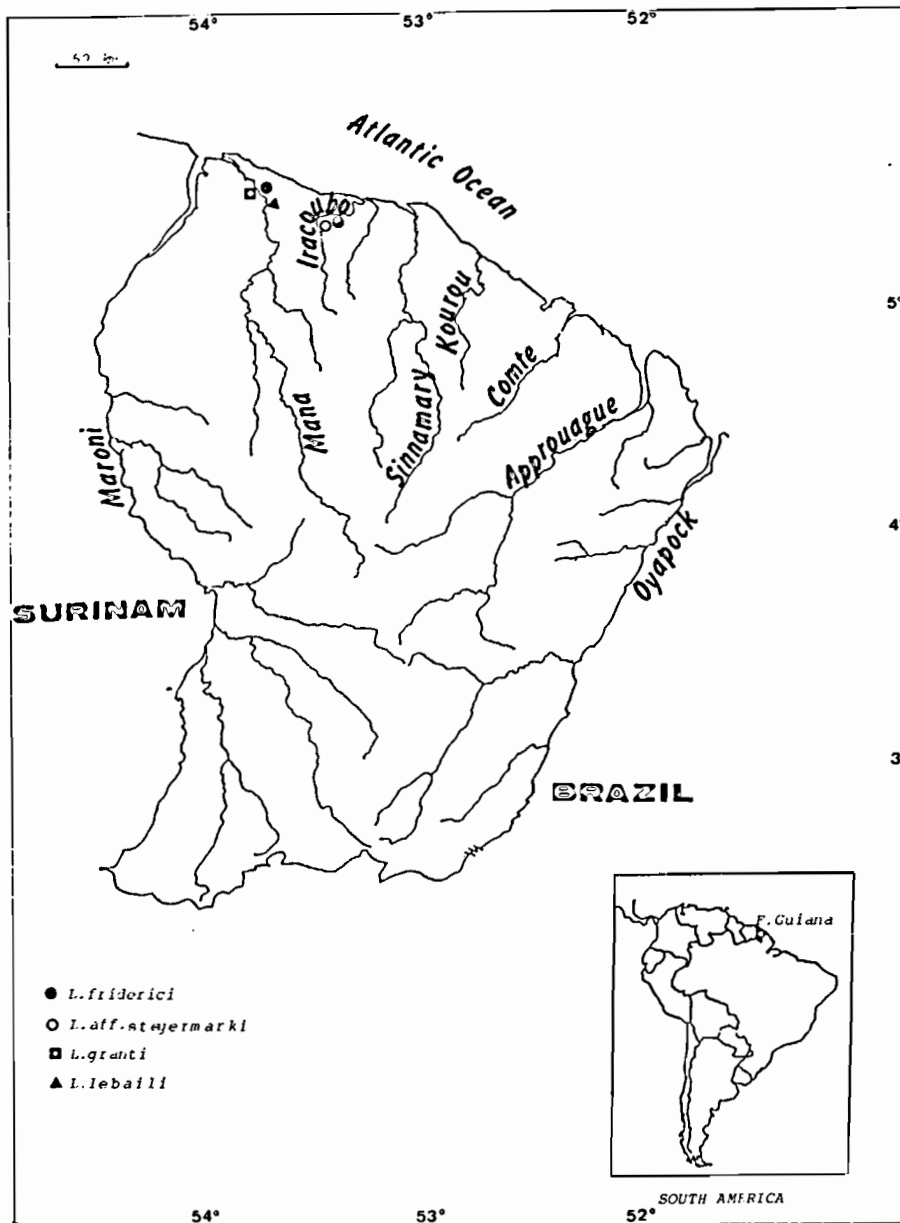 54°
53°
52°
Atlantic Ocean
Iracoubo
Kourou
5°
Comte
Sinnamary
Mana
Approuague
Maroni
4°
Oyapock
SURINAM
3°
BRAZIL
F.Guiana
L.friderici
L.aff.stejermarki
L.granti
L.lebaili
SOUTH AMERICA
54°
53°
52°